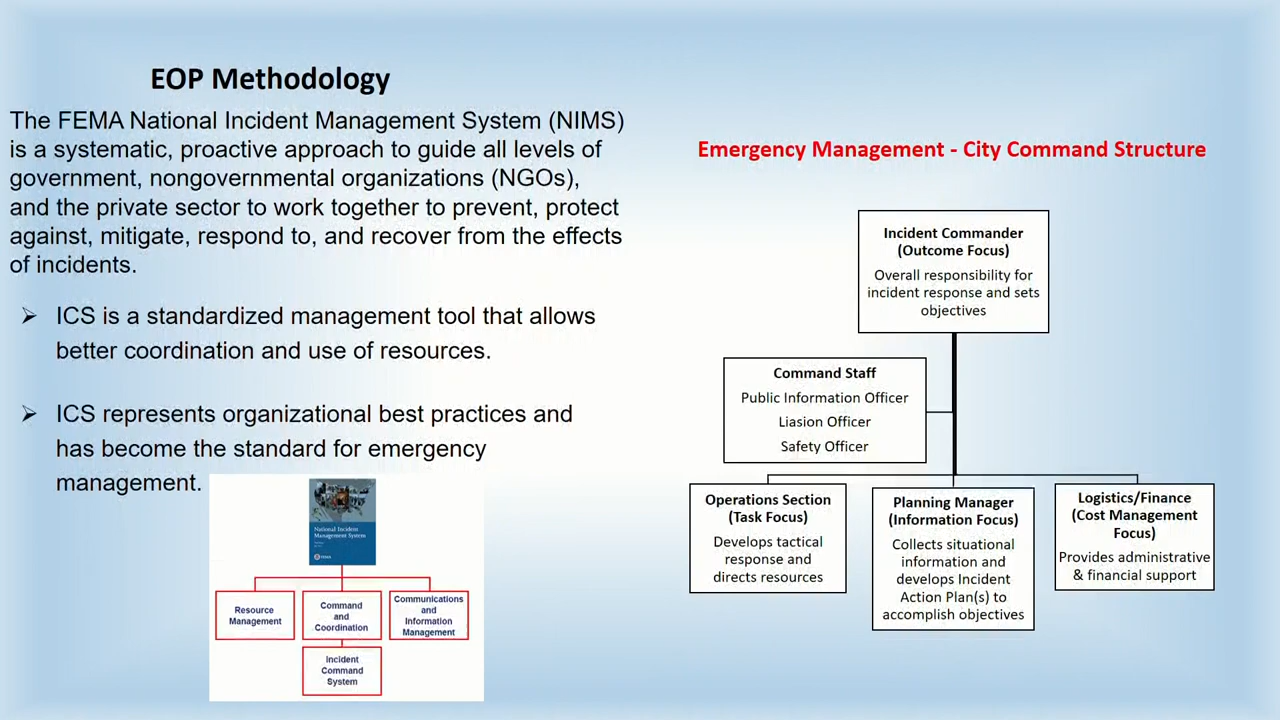 EOP Methodology
The FEMA National Incident Management System (NIMS)
is a systematic, proactive approach to guide all levels of
government, nongovernmental organizations (NGOs),
and the private sector to work together to prevent, protect
against, mitigate, respond to, and recover from the effects
of incidents.
➢ ICS is a standardized management tool that allows
better coordination and use of resources.
➢ ICS represents organizational best practices and
has become the standard for emergency
management.
National Incident
Management System
FEMA
Resource
Management
Command
and
Coordination
Communications
and
Information
Management
Incident
Command
System
Emergency Management - City Command Structure
Incident Commander
(Outcome Focus)
Overall responsibility for
incident response and sets
objectives
Command Staff
Public Information Officer
Liasion Officer
Safety Officer
Operations Section
(Task Focus)
Develops tactical
response and
directs resources
Planning Manager
(Information Focus)
Collects situational
information and
develops Incident
Action Plan(s) to
accomplish objectives
Logistics/Finance
(Cost Management
Focus)
Provides administrative
& financial support